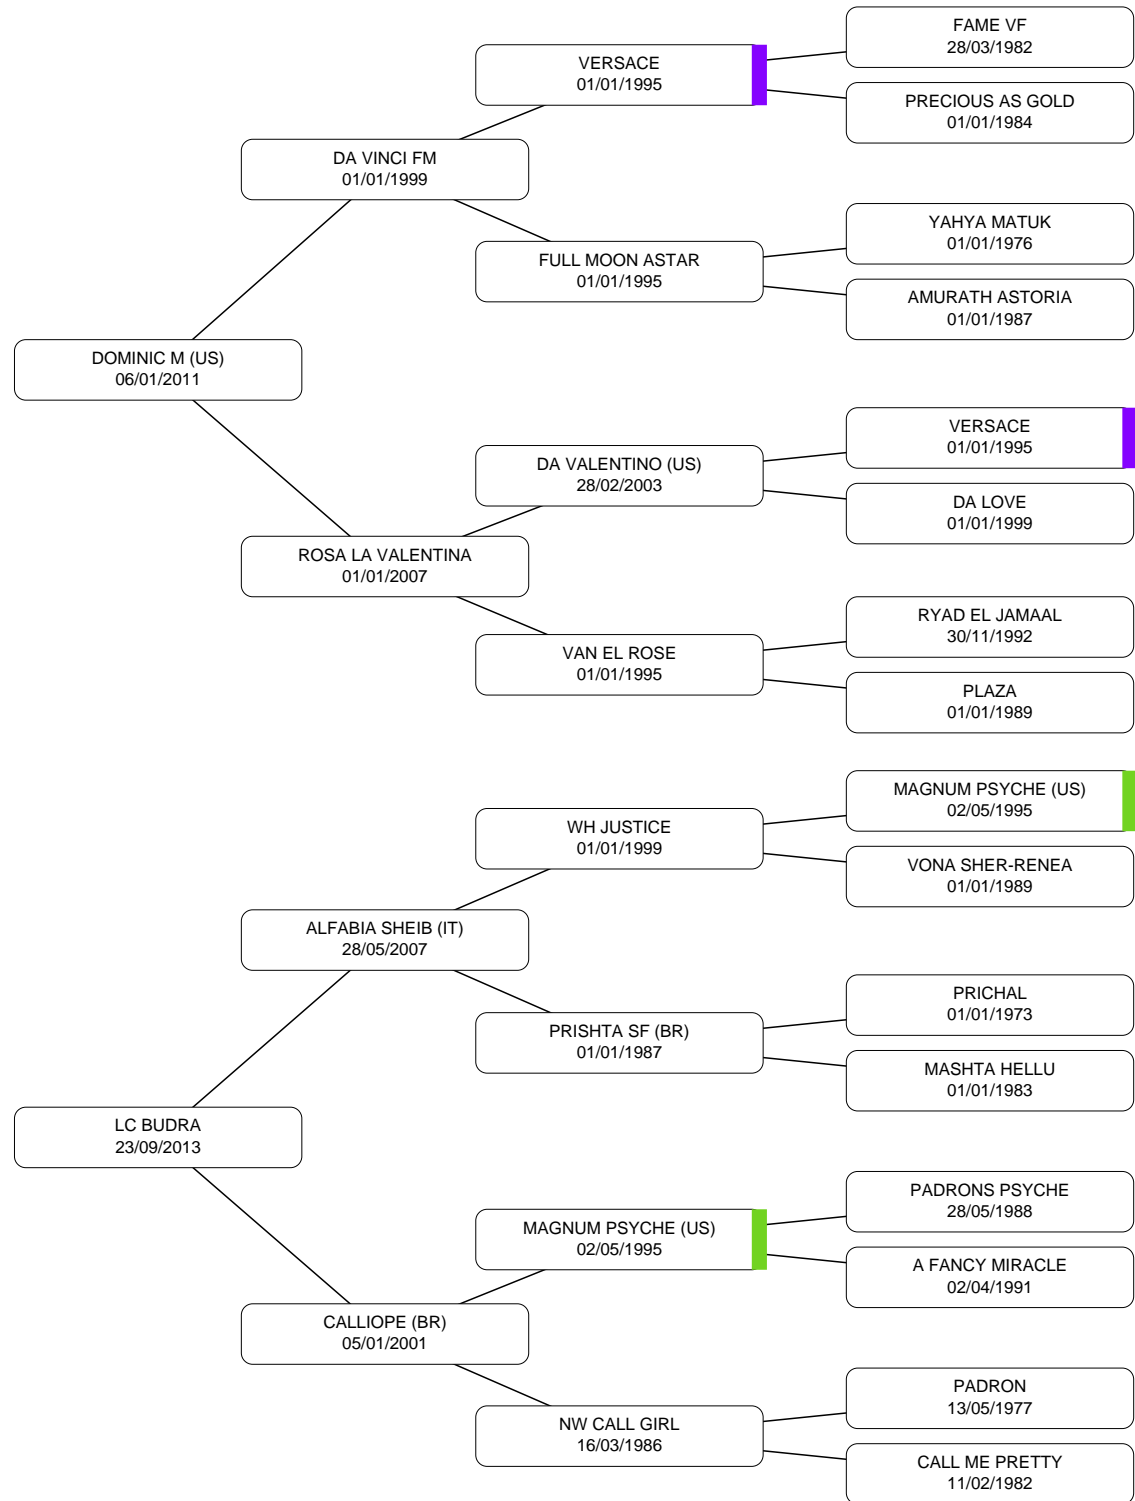 FAME VF
28/03/1982
VERSACE
01/01/1995
PRECIOUS AS GOLD
01/01/1984
DA VINCI FM
01/01/1999
YAHYA MATUK
01/01/1976
FULL MOON ASTAR
01/01/1995
AMURATH ASTORIA
01/01/1987
DOMINIC M (US)
06/01/2011
VERSACE
01/01/1995
DA VALENTINO (US)
28/02/2003
DA LOVE
01/01/1999
ROSA LA VALENTINA
01/01/2007
RYAD EL JAMAAL
30/11/1992
VAN EL ROSE
01/01/1995
PLAZA
01/01/1989
MAGNUM PSYCHE (US)
02/05/1995
WH JUSTICE
01/01/1999
VONA SHER-RENEA
01/01/1989
ALFABIA SHEIB (IT)
28/05/2007
PRICHAL
01/01/1973
PRISHTA SF (BR)
01/01/1987
MASHTA HELLU
01/01/1983
LC BUDRA
23/09/2013
PADRONS PSYCHE
28/05/1988
MAGNUM PSYCHE (US)
02/05/1995
A FANCY MIRACLE
02/04/1991
CALLIOPE (BR)
05/01/2001
PADRON
13/05/1977
NW CALL GIRL
16/03/1986
CALL ME PRETTY
11/02/1982